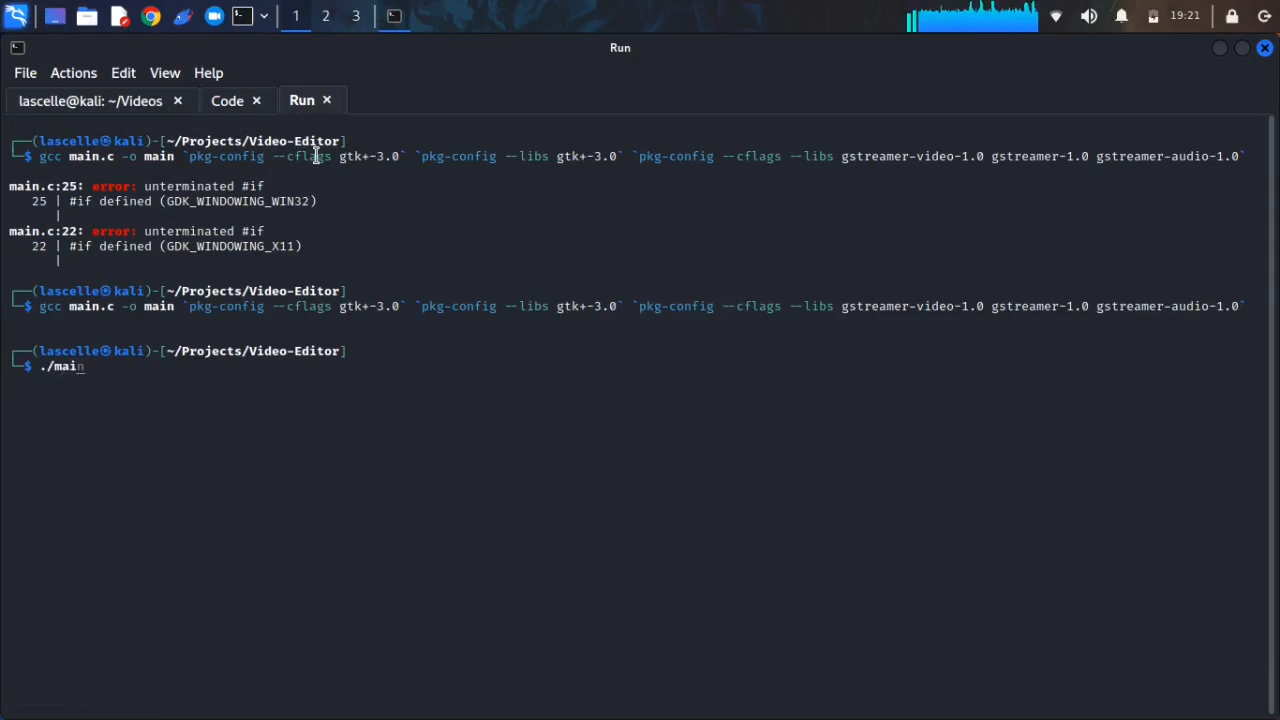 1 2 3 19:21
Run
File Actions Edit View Help
lascelle@kali: ~/Videos × Code × Run ×
┌──(lascelle㉿kali)-[~/Projects/Video-Editor]
└─$ gcc main.c -o main `pkg-config --cflags gtk+-3.0` `pkg-config --libs gtk+-3.0` `pkg-config --cflags --libs gstreamer-video-1.0 gstreamer-1.0 gstreamer-audio-1.0`
main.c:25: error: unterminated #if
25 | #if defined (GDK_WINDOWING_WIN32)
|
main.c:22: error: unterminated #if
22 | #if defined (GDK_WINDOWING_X11)
|
┌──(lascelle㉿kali)-[~/Projects/Video-Editor]
└─$ gcc main.c -o main `pkg-config --cflags gtk+-3.0` `pkg-config --libs gtk+-3.0` `pkg-config --cflags --libs gstreamer-video-1.0 gstreamer-1.0 gstreamer-audio-1.0`
┌──(lascelle㉿kali)-[~/Projects/Video-Editor]
└─$ ./main